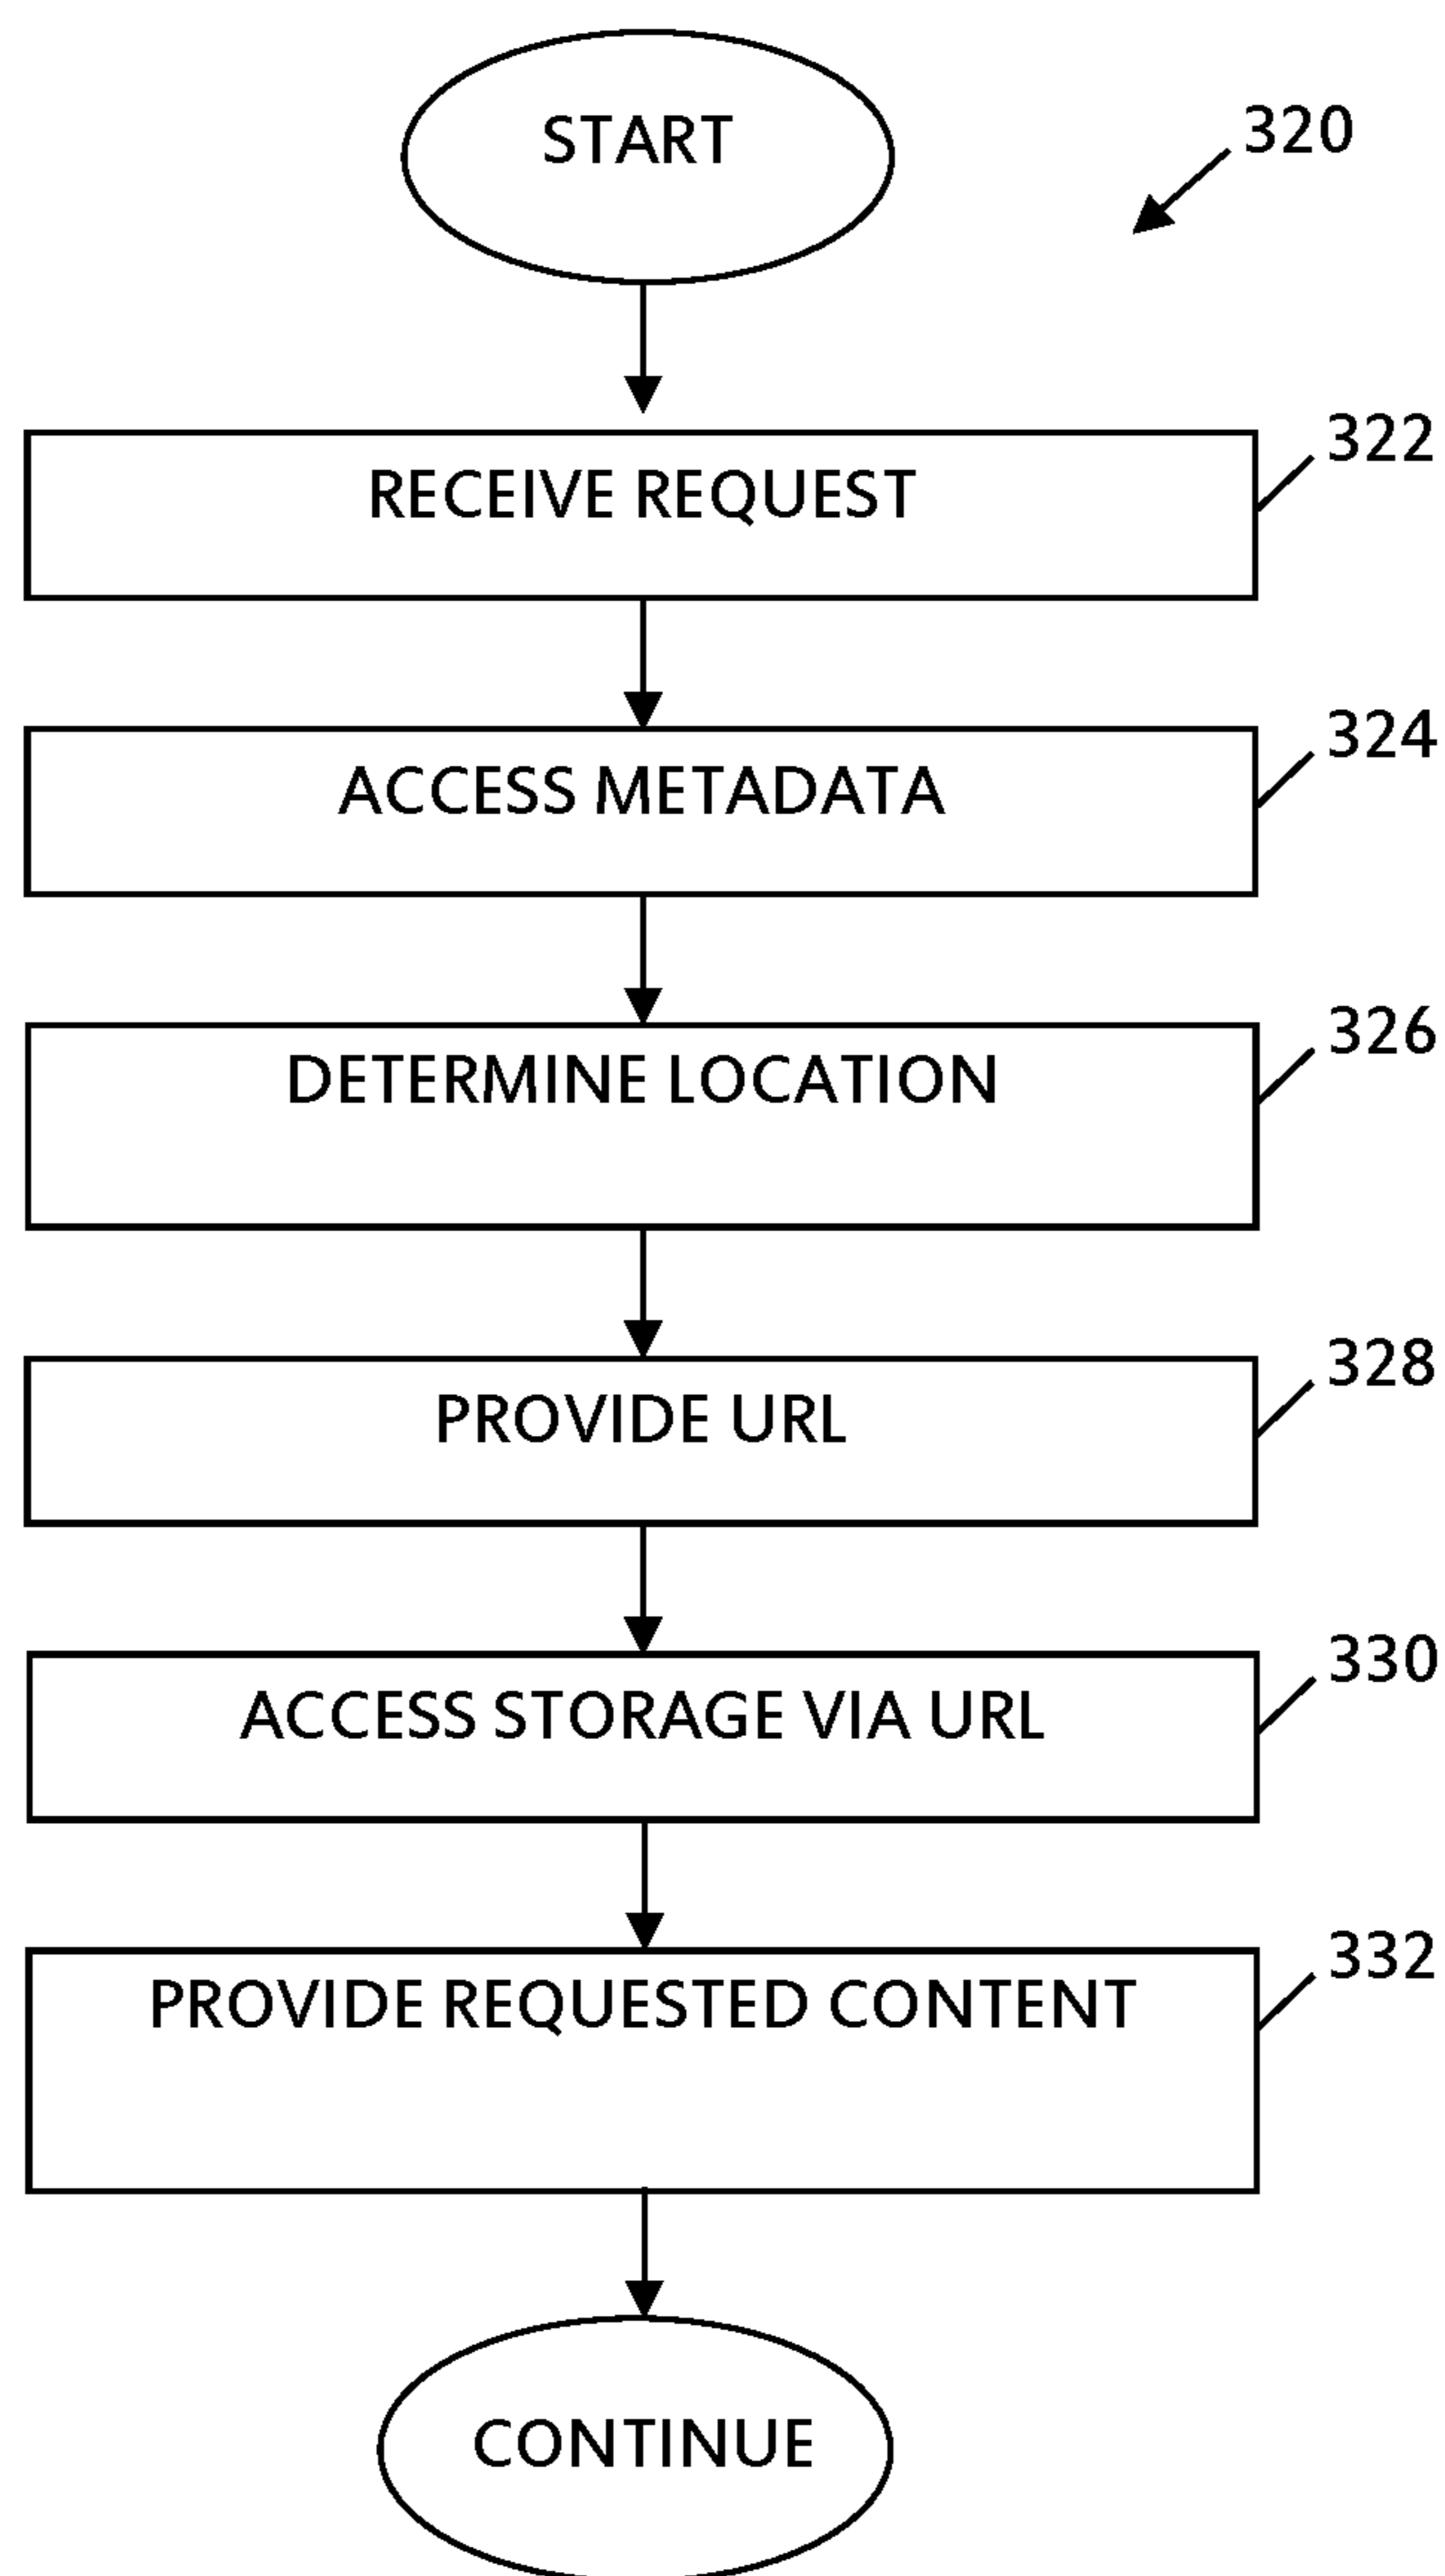 START
320
RECEIVE REQUEST
322
ACCESS METADATA
324
DETERMINE LOCATION
326
PROVIDE URL
328
ACCESS STORAGE VIA URL
330
PROVIDE REQUESTED CONTENT
332
CONTINUE